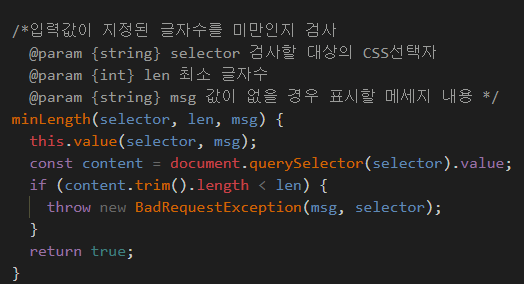 /*입력값이 지정된 글자수를 미만인지 검사
@param {string} selector 검사할 대상의 CSS선택자
@param {int} len 최소 글자수
@param {string} msg 값이 없을 경우 표시할 메세지 내용 */
minLength(selector, len, msg) {
this.value(selector, msg);
const content = document.querySelector(selector).value;
if (content.trim().length < len) {
throw new BadRequestException(msg, selector);
}
return true;
}